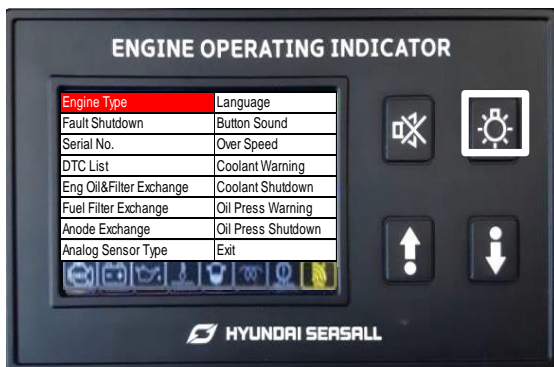 ENGINE OPERATING INDICATOR
Engine Type Language
Fault Shutdown Button Sound
Serial No. Over Speed
DTC List Coolant Warning
Eng Oil&Filter Exchange Coolant Shutdown
Fuel Filter Exchange Oil Press Warning
Anode Exchange Oil Press Shutdown
Analog Sensor Type Exit
HYUNDAI SEASALL